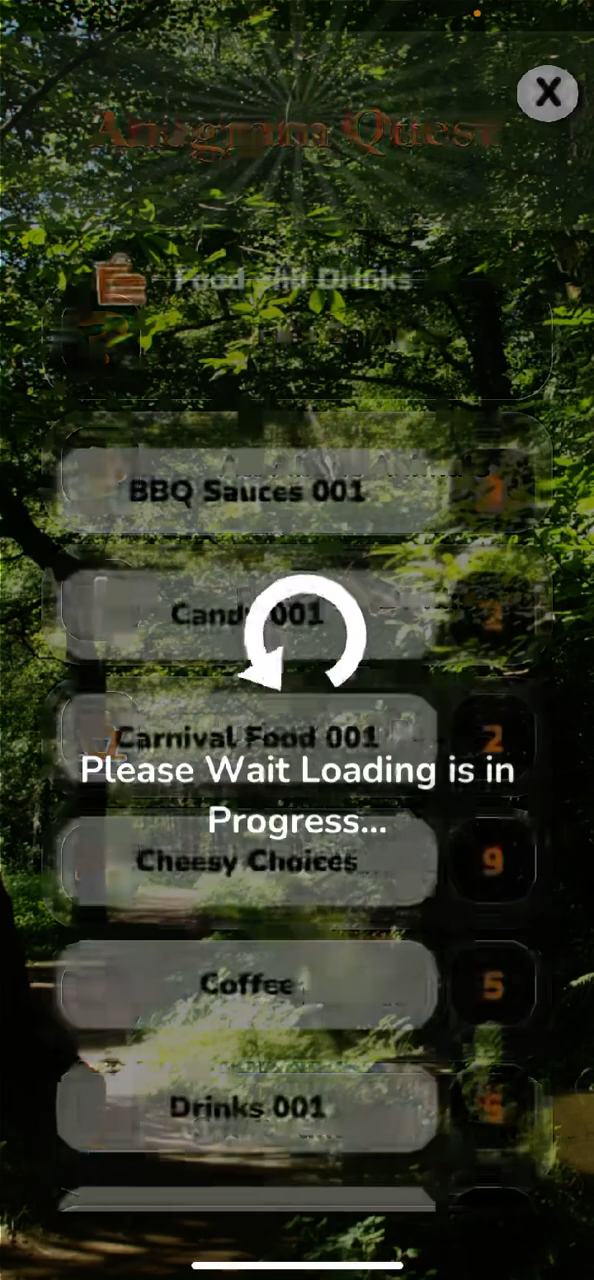 X
Anagram Quest
Food and Drinks
BBQ Sauces 001
Candy 001
2
Carnival Food 001
2
Please Wait Loading is in
Progress...
Cheesy Choices
9
Coffee
5
Drinks 001